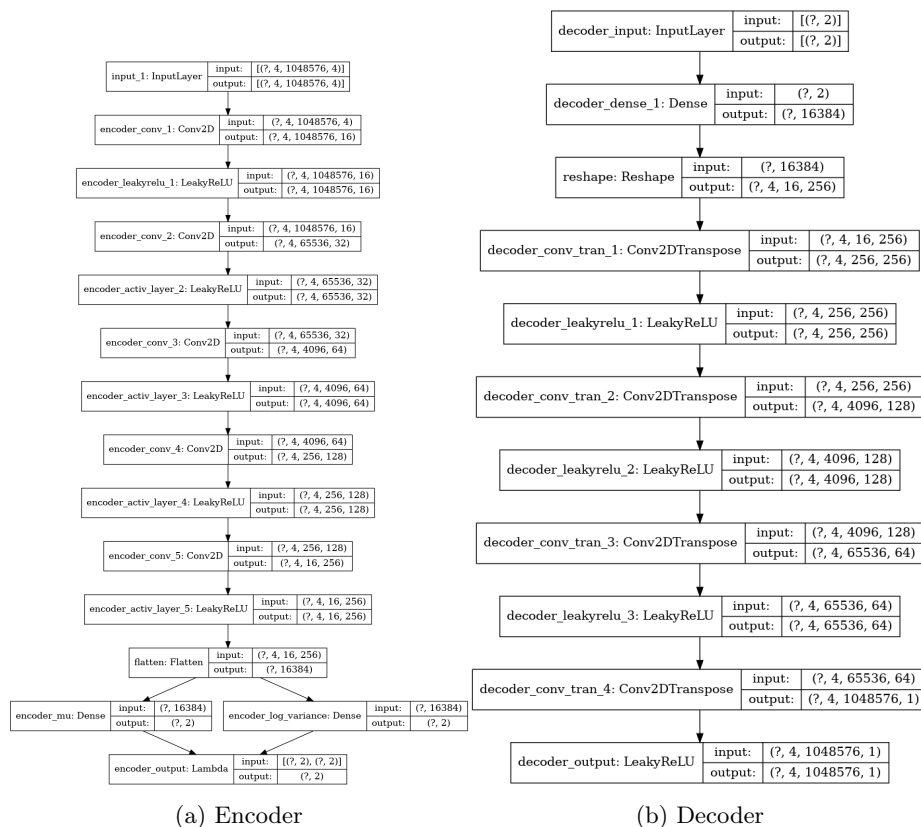 input_1: InputLayer
input: [(?, 4, 1048576, 4)]
output: [(?, 4, 1048576, 4)]
encoder_conv_1: Conv2D
input: (?, 4, 1048576, 4)
output: (?, 4, 1048576, 16)
encoder_leakyrelu_1: LeakyReLU
input: (?, 4, 1048576, 16)
output: (?, 4, 1048576, 16)
encoder_conv_2: Conv2D
input: (?, 4, 1048576, 16)
output: (?, 4, 65536, 32)
encoder_activ_layer_2: LeakyReLU
input: (?, 4, 65536, 32)
output: (?, 4, 65536, 32)
encoder_conv_3: Conv2D
input: (?, 4, 65536, 32)
output: (?, 4, 4096, 64)
encoder_activ_layer_3: LeakyReLU
input: (?, 4, 4096, 64)
output: (?, 4, 4096, 64)
encoder_conv_4: Conv2D
input: (?, 4, 4096, 64)
output: (?, 4, 256, 128)
encoder_activ_layer_4: LeakyReLU
input: (?, 4, 256, 128)
output: (?, 4, 256, 128)
encoder_conv_5: Conv2D
input: (?, 4, 256, 128)
output: (?, 4, 16, 256)
encoder_activ_layer_5: LeakyReLU
input: (?, 4, 16, 256)
output: (?, 4, 16, 256)
flatten: Flatten
input: (?, 4, 16, 256)
output: (?, 16384)
encoder_mu: Dense
input: (?, 16384)
output: (?, 2)
encoder_log_variance: Dense
input: (?, 16384)
output: (?, 2)
encoder_output: Lambda
input: [(?, 2), (?, 2)]
output: (?, 2)
(a) Encoder
decoder_input: InputLayer
input: [(?, 2)]
output: [(?, 2)]
decoder_dense_1: Dense
input: (?, 2)
output: (?, 16384)
reshape: Reshape
input: (?, 16384)
output: (?, 4, 16, 256)
decoder_conv_tran_1: Conv2DTranspose
input: (?, 4, 16, 256)
output: (?, 4, 256, 256)
decoder_leakyrelu_1: LeakyReLU
input: (?, 4, 256, 256)
output: (?, 4, 256, 256)
decoder_conv_tran_2: Conv2DTranspose
input: (?, 4, 256, 256)
output: (?, 4, 4096, 128)
decoder_leakyrelu_2: LeakyReLU
input: (?, 4, 4096, 128)
output: (?, 4, 4096, 128)
decoder_conv_tran_3: Conv2DTranspose
input: (?, 4, 4096, 128)
output: (?, 4, 65536, 64)
decoder_leakyrelu_3: LeakyReLU
input: (?, 4, 65536, 64)
output: (?, 4, 65536, 64)
decoder_conv_tran_4: Conv2DTranspose
input: (?, 4, 65536, 64)
output: (?, 4, 1048576, 1)
decoder_output: LeakyReLU
input: (?, 4, 1048576, 1)
output: (?, 4, 1048576, 1)
(b) Decoder